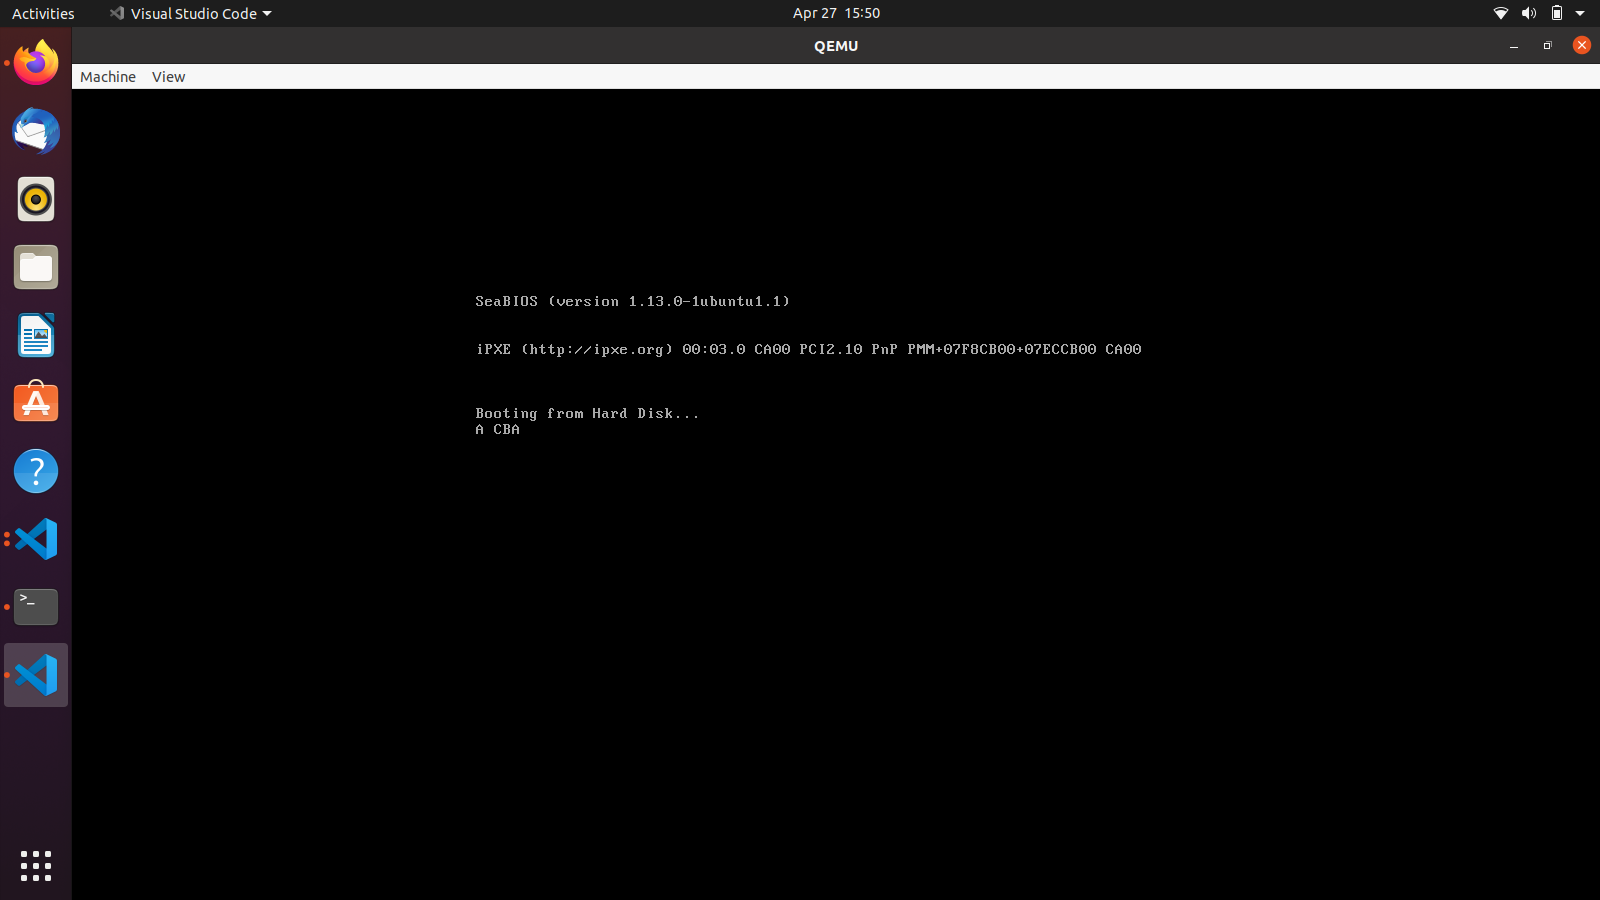 Activities Visual Studio Code Apr 27 15:50
QEMU
Machine View
SeaBIOS (version 1.13.0-1ubuntu1.1)
iPXE (http://ipxe.org) 00:03.0 CA00 PCI2.10 PnP PMM+07F8CB00+07ECCB00 CA00
Booting from Hard Disk...
A CBA